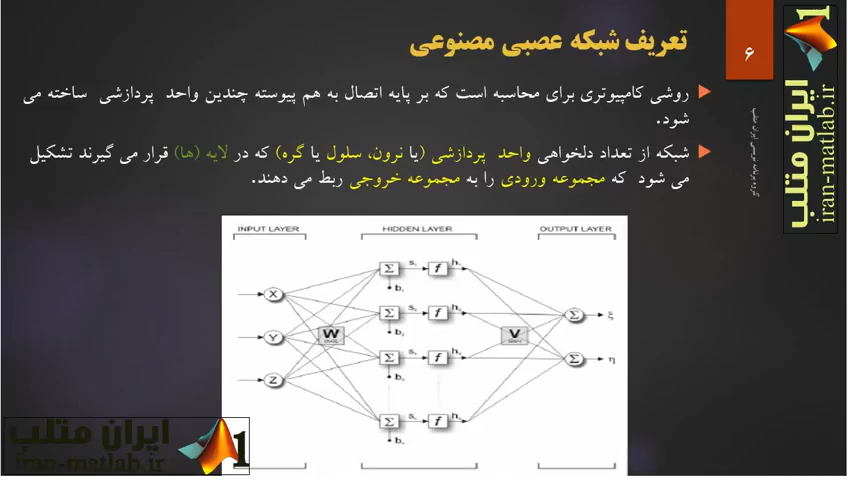 تعریف شبکه عصبی مصنوعی
۶
روشی کامپیوتری برای محاسبه است که بر پایه اتصال به هم پیوسته چندین واحد پردازشی ساخته می
شود.
شبکه از تعداد دلخواهی واحد پردازشی (یا نرون، سلول یا گره) که در لایه (ها) قرار می گیرند تشکیل
می شود که مجموعه ورودی را به مجموعه خروجی ربط می دهند.
INPUT LAYER
HIDDEN LAYER
OUTPUT LAYER
X
Y
Z
W
Σ
Σ
Σ
Σ
f
f
f
f
V
Σ
Σ
ξ
η
ایران متلب
iran-matlab.ir
1
ایران متلب
iran-matlab.ir
1